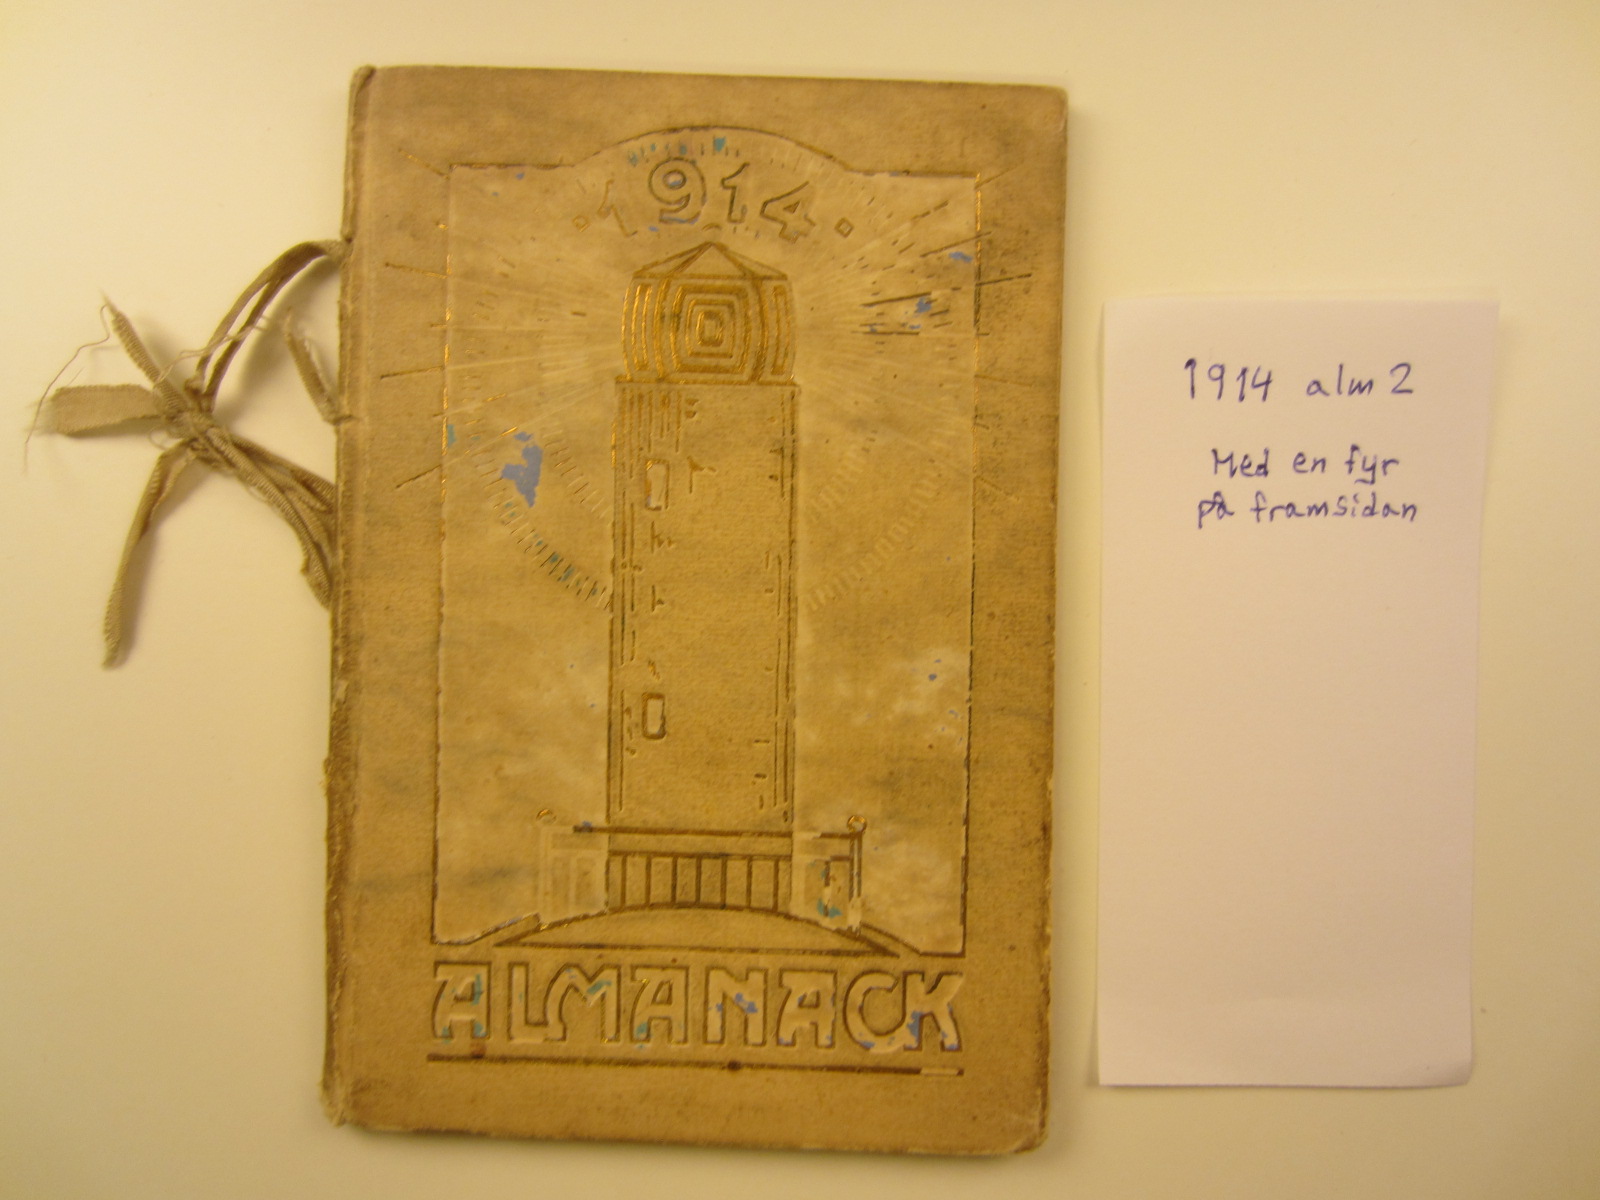 ·1914·
ALMANACK
1914 alm 2
Med en fyr
på framsidan